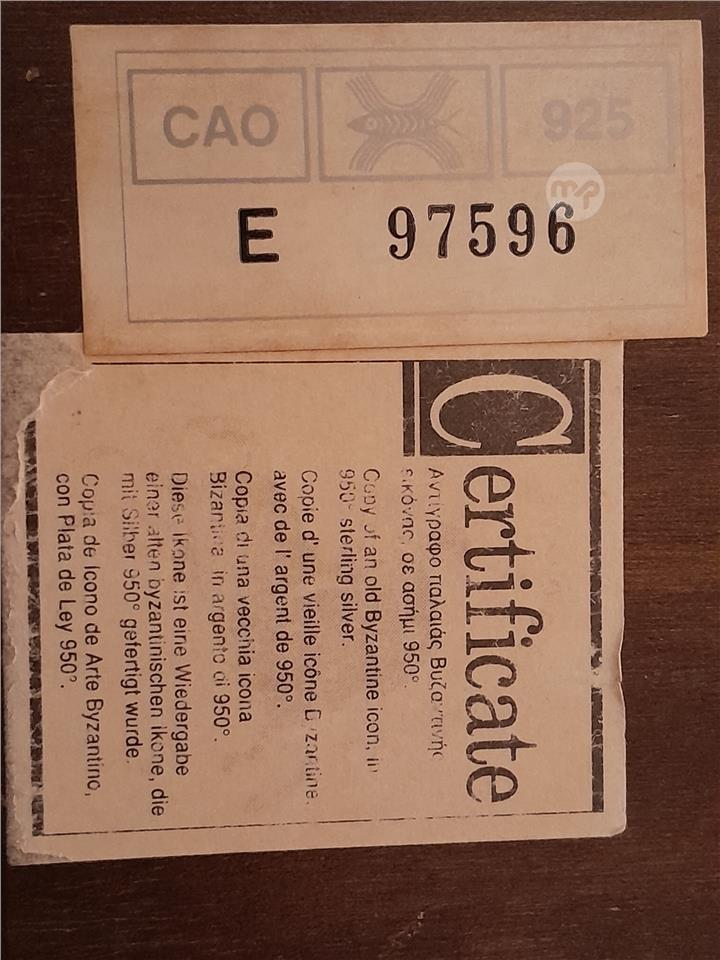 CAO
925
E 97596
Certificate
Αντίγραφο παλαιάς Βυζαντινής
εικόνας, σε ασήμι 950°.
Copy of an old Byzantine icon, in
950° sterling silver.
Copie d' une vieille icône Byzantine,
avec de l' argent de 950°.
Copia di una vecchia icona
Bizantina, in argento di 950°.
Diese Ikone ist eine Wiedergabe
einer alten byzantinischen Ikone, die
mit Silber 950° gefertigt wurde.
Copia de Icono de Arte Byzantino,
con Plata de Ley 950°.